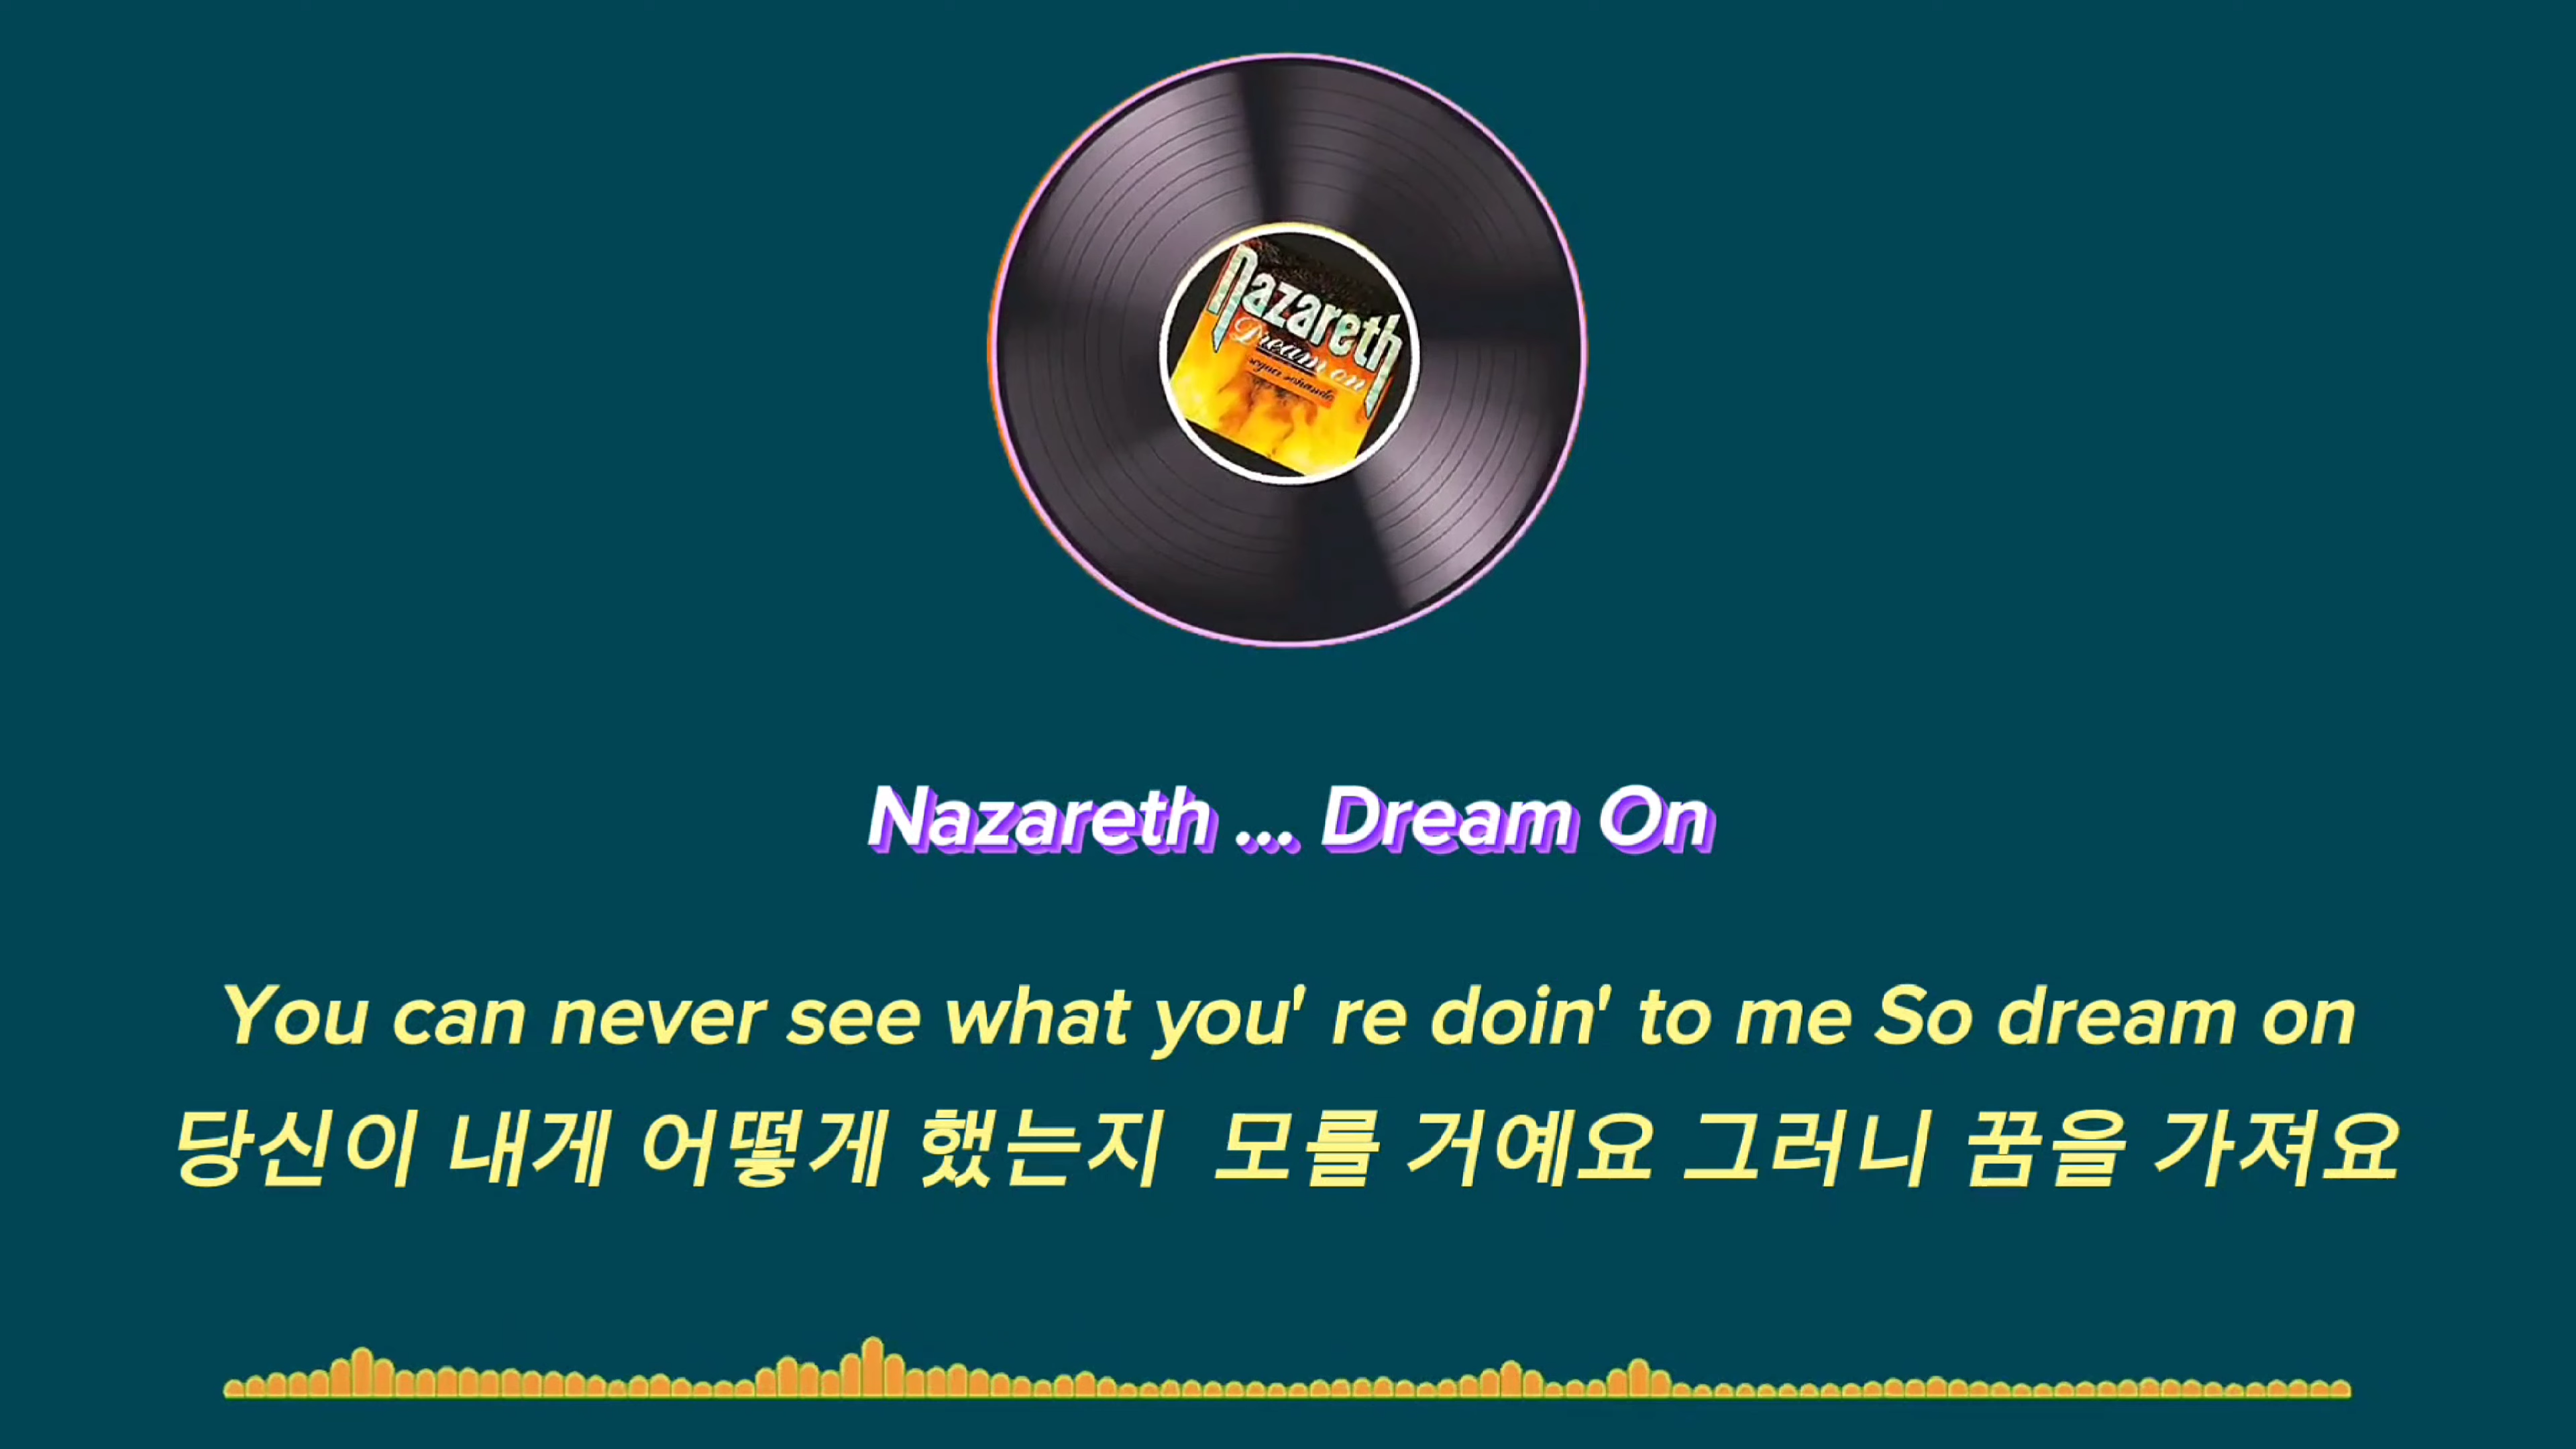 Nazareth
Dream on
Nazareth ... Dream On
You can never see what you' re doin' to me So dream on
당신이 내게 어떻게 했는지 모를 거예요 그러니 꿈을 가져요